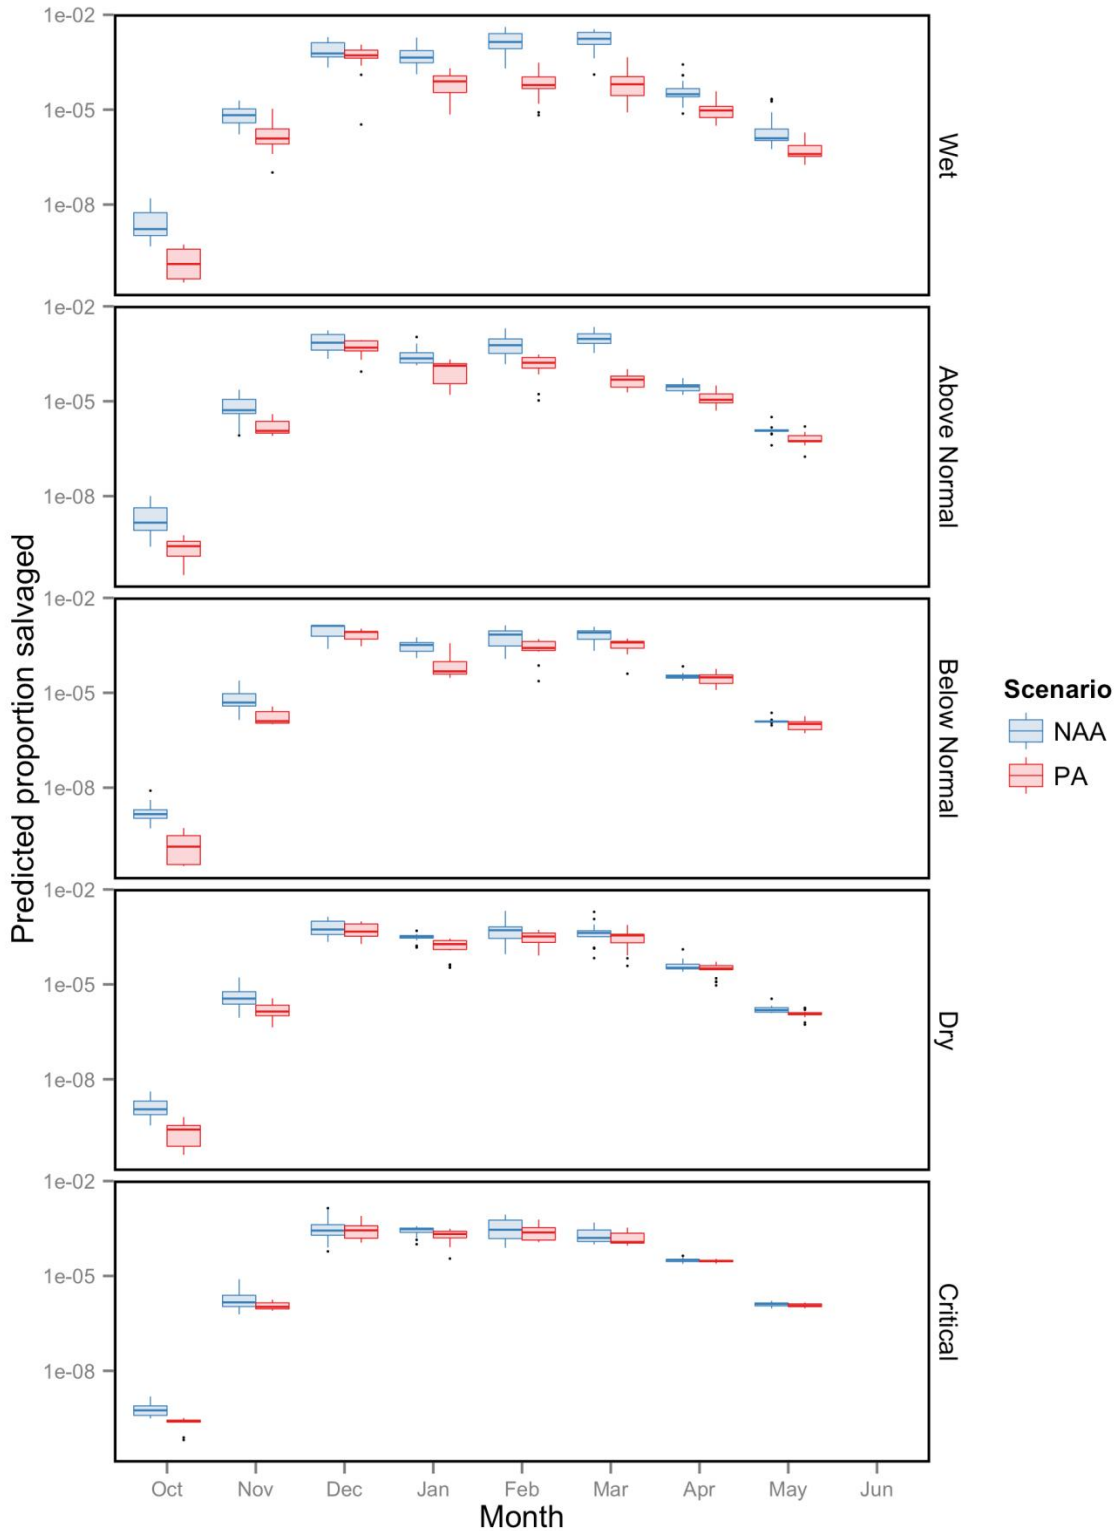 Predicted proportion salvaged
1e-02
1e-05
1e-08
Wet
1e-02
1e-05
1e-08
Above Normal
1e-02
1e-05
1e-08
Below Normal
1e-02
1e-05
1e-08
Dry
1e-02
1e-05
1e-08
Critical
Oct Nov Dec Jan Feb Mar Apr May Jun
Month
Scenario
NAA
PA